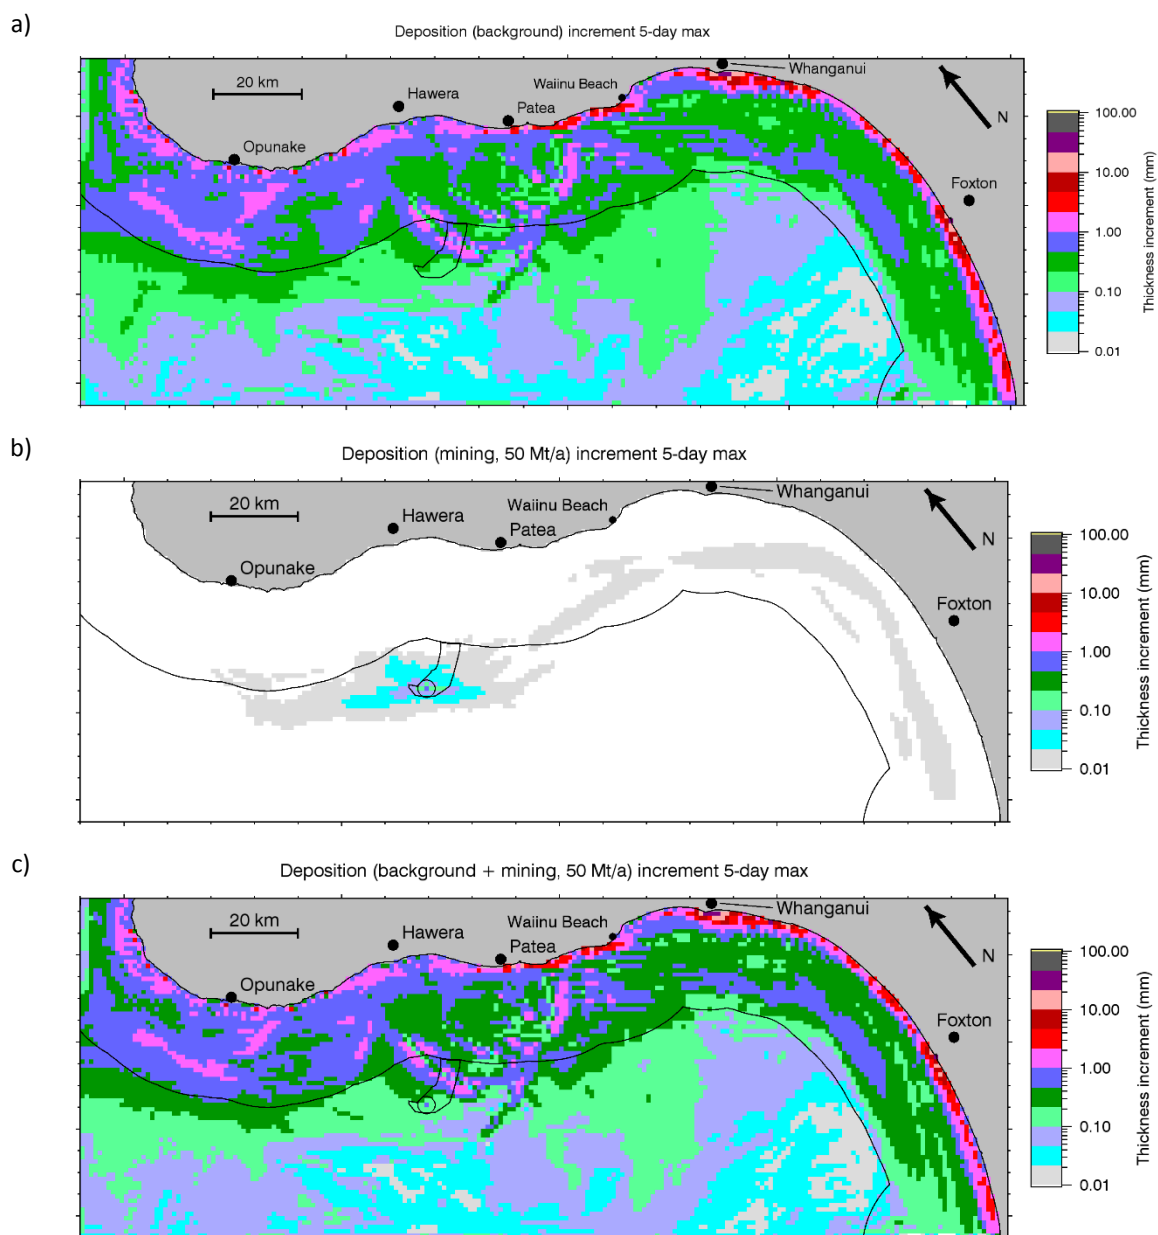 a)
Deposition (background) increment 5-day max
20 km
Hawera
Opunake
Patea
Waiinu Beach
Whanganui
Foxton
N
100.00
10.00
1.00
0.10
0.01
Thickness increment (mm)
b)
Deposition (mining, 50 Mt/a) increment 5-day max
20 km
Hawera
Opunake
Patea
Waiinu Beach
Whanganui
Foxton
N
100.00
10.00
1.00
0.10
0.01
Thickness increment (mm)
c)
Deposition (background + mining, 50 Mt/a) increment 5-day max
20 km
Hawera
Opunake
Patea
Waiinu Beach
Whanganui
Foxton
N
100.00
10.00
1.00
0.10
0.01
Thickness increment (mm)